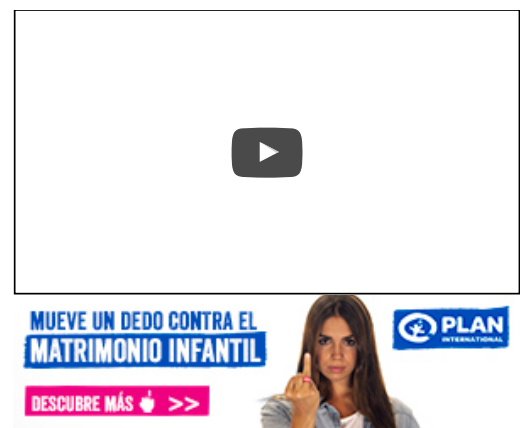 MUEVE UN DEDO CONTRA EL
MATRIMONIO INFANTIL
DESCUBRE MÁS >>
PLAN
INTERNATIONAL